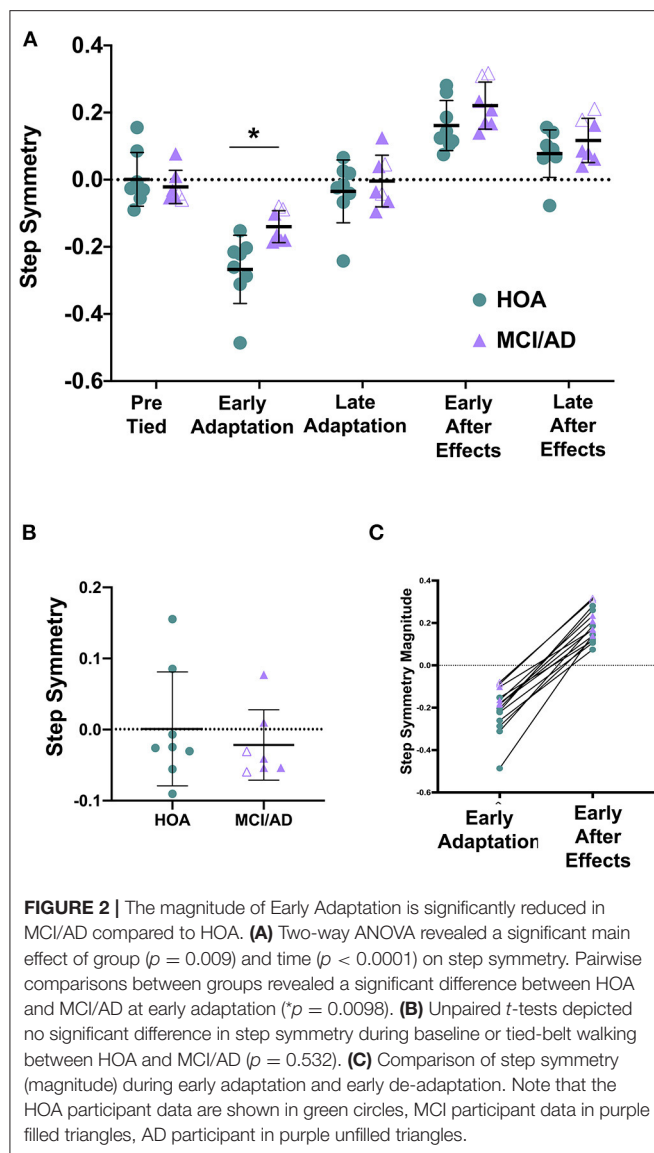 A
0.4
0.2
0.0
-0.2
-0.4
-0.6
Step Symmetry
*
HOA
MCI/AD
Pre Tied
Early Adaptation
Late Adaptation
Early After Effects
Late After Effects
B
0.2
0.1
0.0
-0.1
Step Symmetry
HOA
MCI/AD
C
0.4
0.2
0.0
-0.2
-0.4
-0.6
Step Symmetry Magnitude
Early Adaptation
Early After Effects
FIGURE 2 | The magnitude of Early Adaptation is significantly reduced in
MCI/AD compared to HOA. (A) Two-way ANOVA revealed a significant main
effect of group (p = 0.009) and time (p < 0.0001) on step symmetry. Pairwise
comparisons between groups revealed a significant difference between HOA
and MCI/AD at early adaptation (*p = 0.0098). (B) Unpaired t-tests depicted
no significant difference in step symmetry during baseline or tied-belt walking
between HOA and MCI/AD (p = 0.532). (C) Comparison of step symmetry
(magnitude) during early adaptation and early de-adaptation. Note that the
HOA participant data are shown in green circles, MCI participant data in purple
filled triangles, AD participant in purple unfilled triangles.